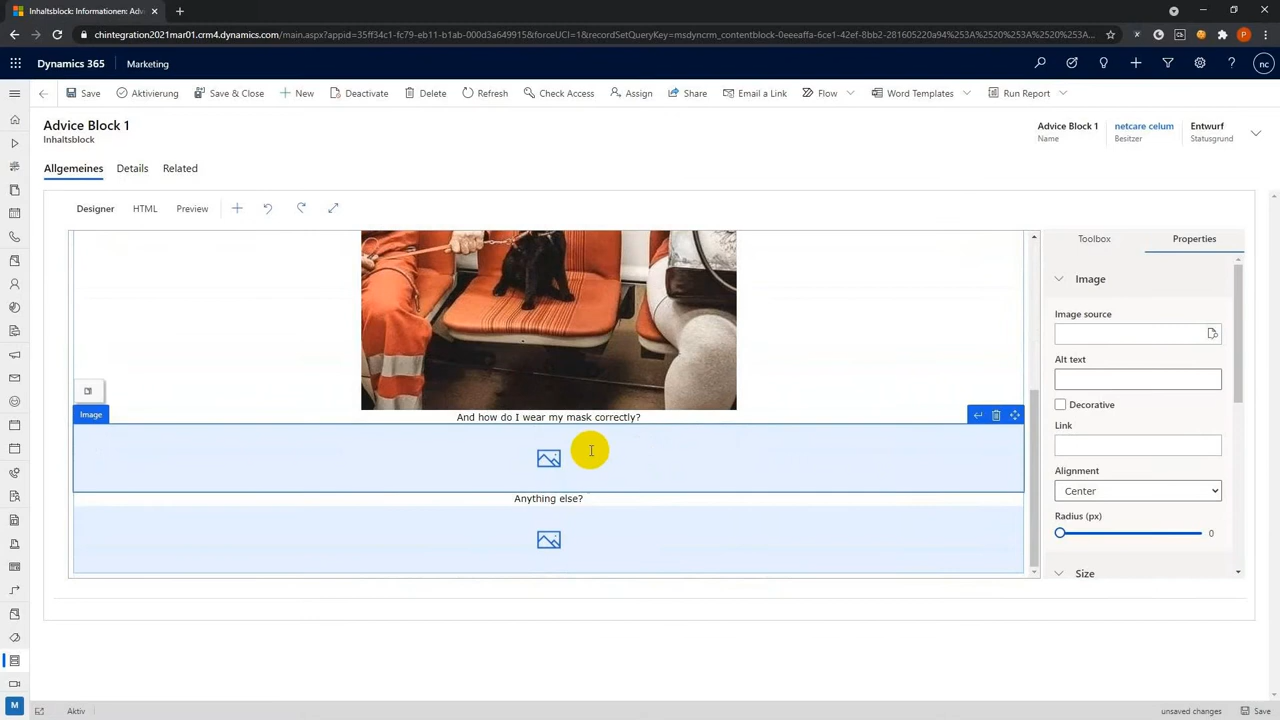 Inhaltsblock: Informationen: Adv
chintegration2021mar01.crm4.dynamics.com/main.aspx?appid=35ff34c1-fc79-eb11-b1ab-000d3a649915&forceUCI=1&recordSetQueryKey=msdyncrm_contentblock-0eeeaffa-6ce1-42ef-8bb2-281605220a94%253A%2520%253A%2520%253A%2520%253A...
P
Dynamics 365
Marketing
nc
Save
Aktivierung
Save & Close
New
Deactivate
Delete
Refresh
Check Access
Assign
Share
Email a Link
Flow
Word Templates
Run Report
Advice Block 1
Inhaltsblock
Advice Block 1
Name
netcare celum
Besitzer
Entwurf
Statusgrund
Allgemeines
Details
Related
Designer
HTML
Preview
Toolbox
Properties
Image
Image source
Alt text
Decorative
Link
Alignment
Center
Radius (px)
0
Size
And how do I wear my mask correctly?
Image
Anything else?
M
Aktiv
unsaved changes
Save